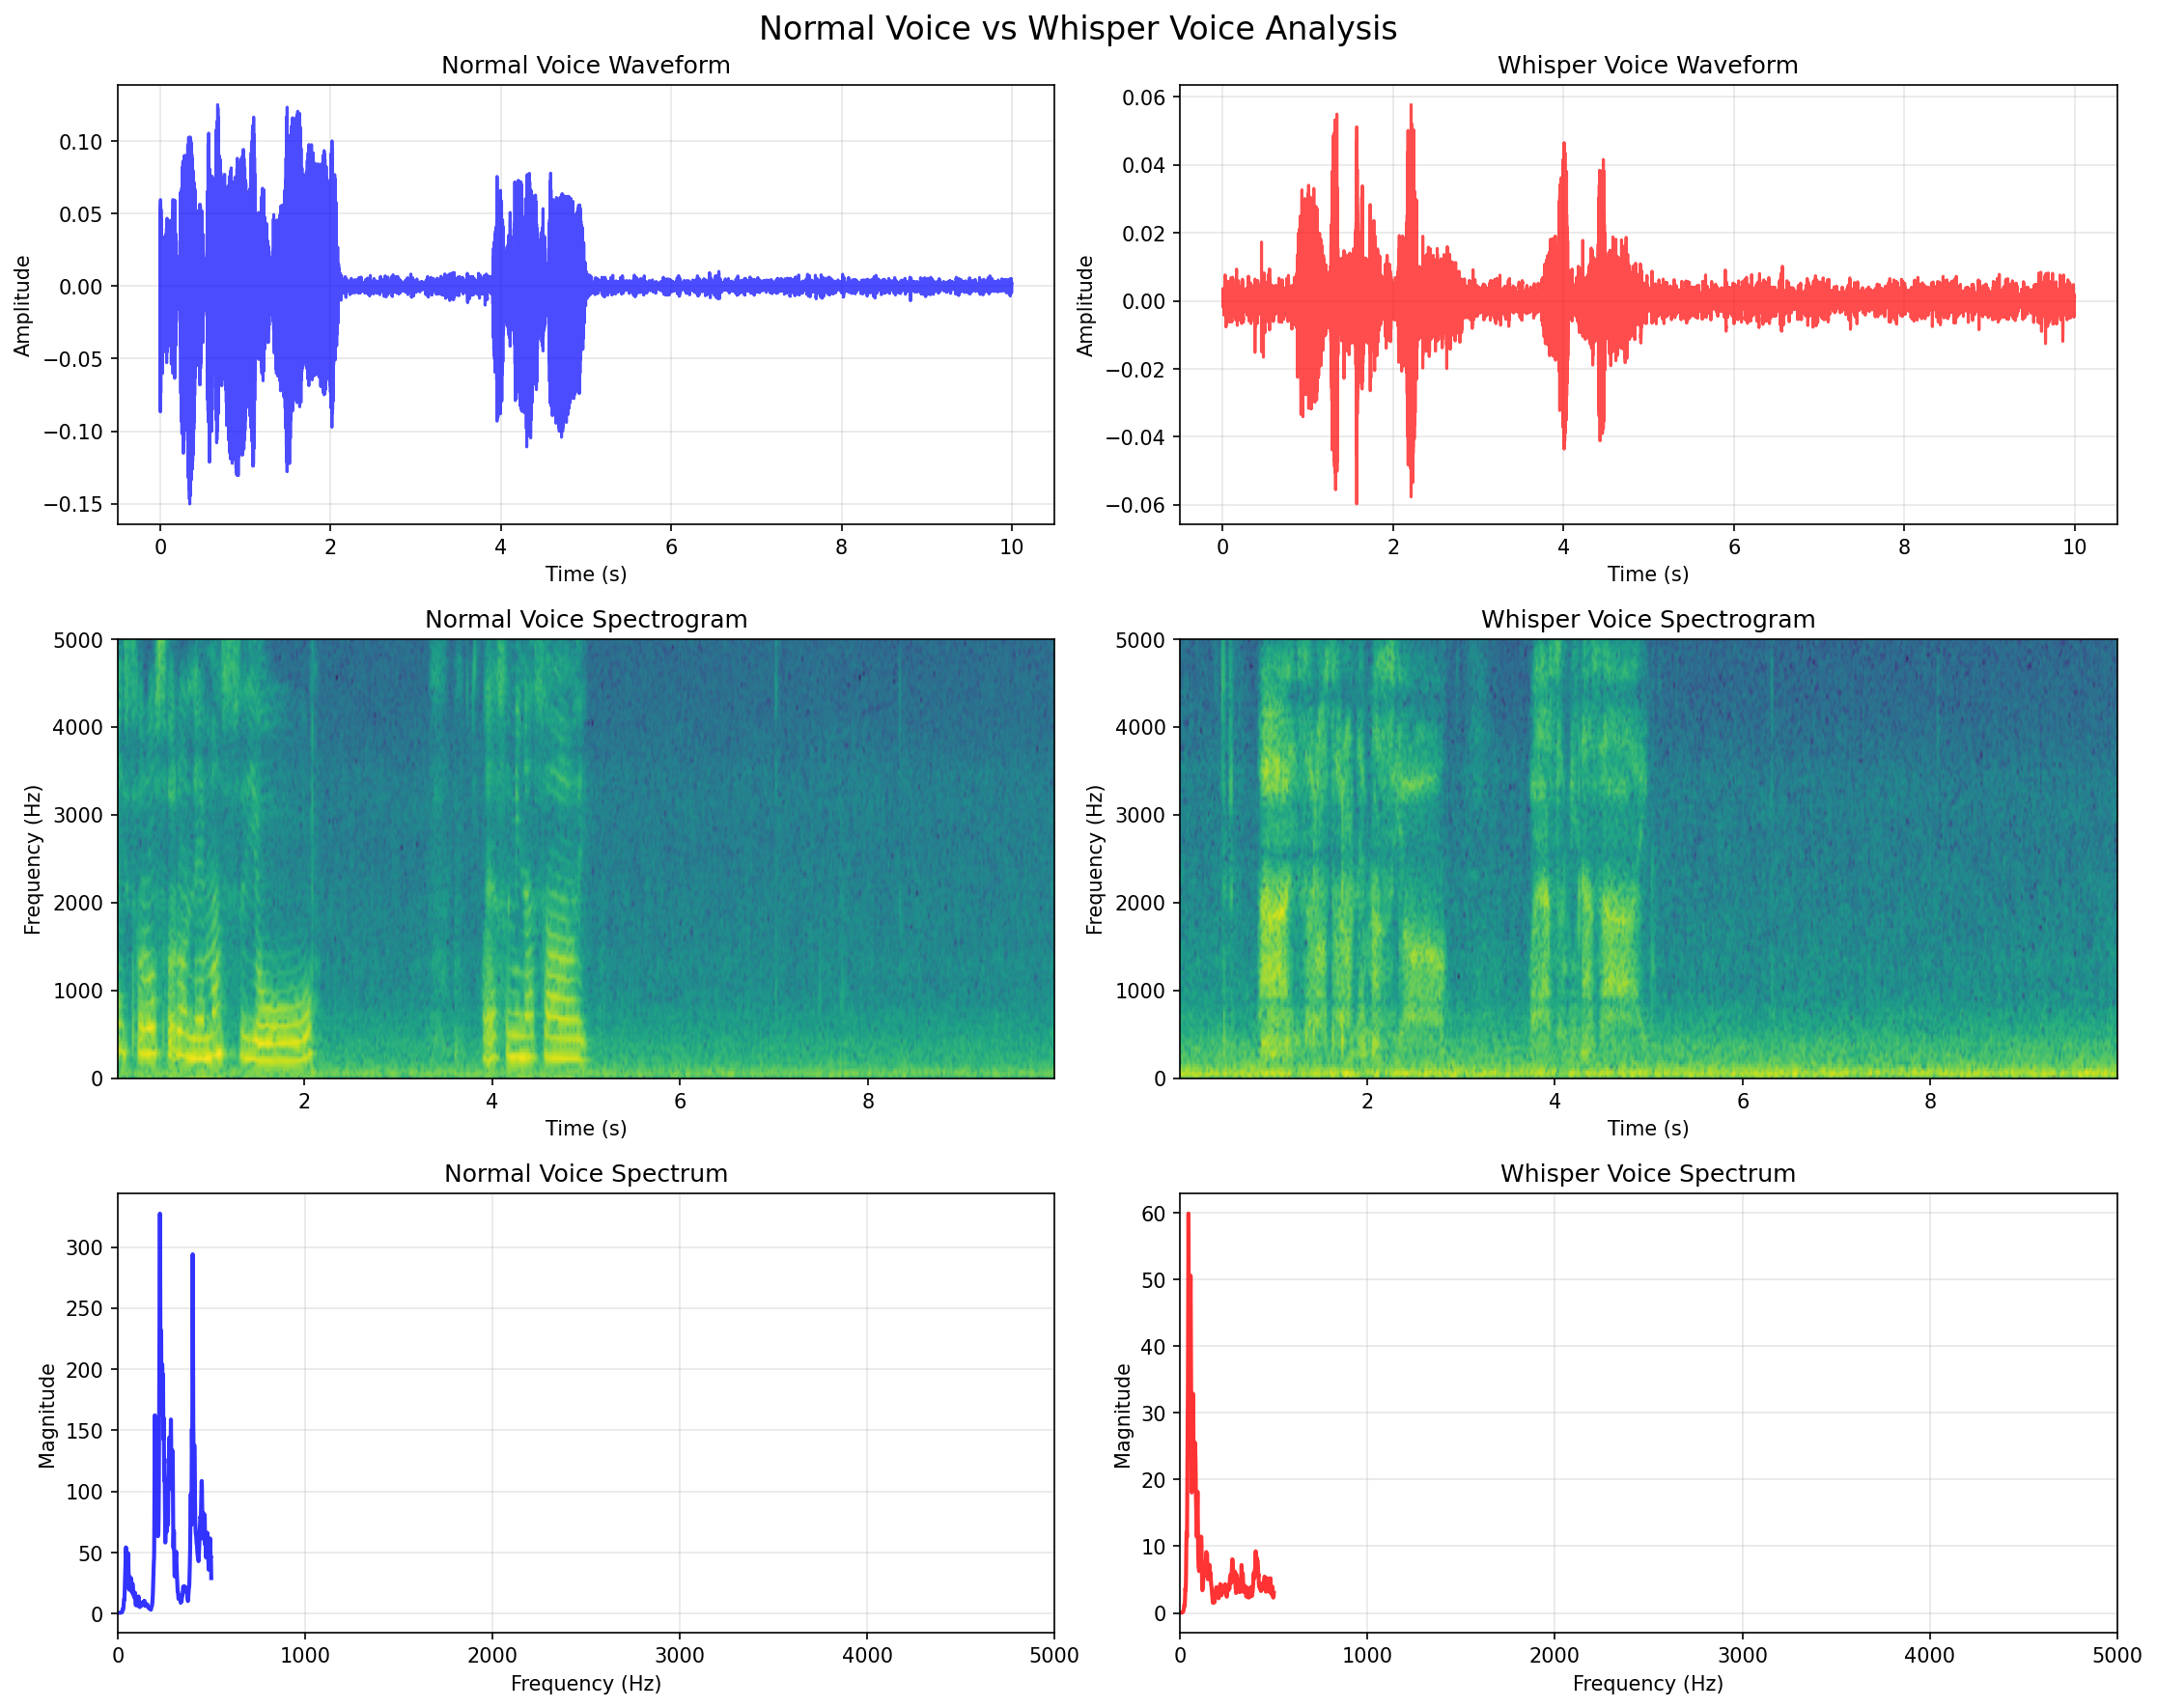 Normal Voice vs Whisper Voice Analysis
Normal Voice Waveform
Amplitude
0.10
0.05
0.00
−0.05
−0.10
−0.15
0 2 4 6 8 10
Time (s)
Whisper Voice Waveform
Amplitude
0.06
0.04
0.02
0.00
−0.02
−0.04
−0.06
0 2 4 6 8 10
Time (s)
Normal Voice Spectrogram
Frequency (Hz)
5000
4000
3000
2000
1000
0
2 4 6 8
Time (s)
Whisper Voice Spectrogram
Frequency (Hz)
5000
4000
3000
2000
1000
0
2 4 6 8
Time (s)
Normal Voice Spectrum
Magnitude
300
250
200
150
100
50
0
0 1000 2000 3000 4000 5000
Frequency (Hz)
Whisper Voice Spectrum
Magnitude
60
50
40
30
20
10
0
0 1000 2000 3000 4000 5000
Frequency (Hz)